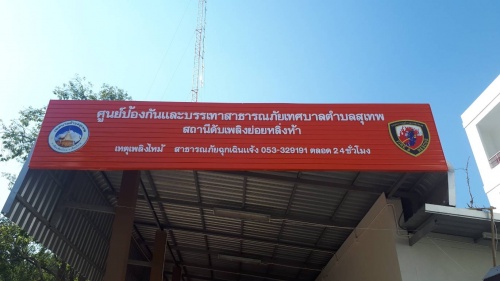 ศูนย์ป้องกันและบรรเทาสาธารณภัยเทศบาลตำบลสุเทพ
สถานีดับเพลิงย่อยหลิ่งห้า
เหตุเพลิงไหม้ สาธารณภัยฉุกเฉินแจ้ง 053-329191 ตลอด 24ชั่วโมง